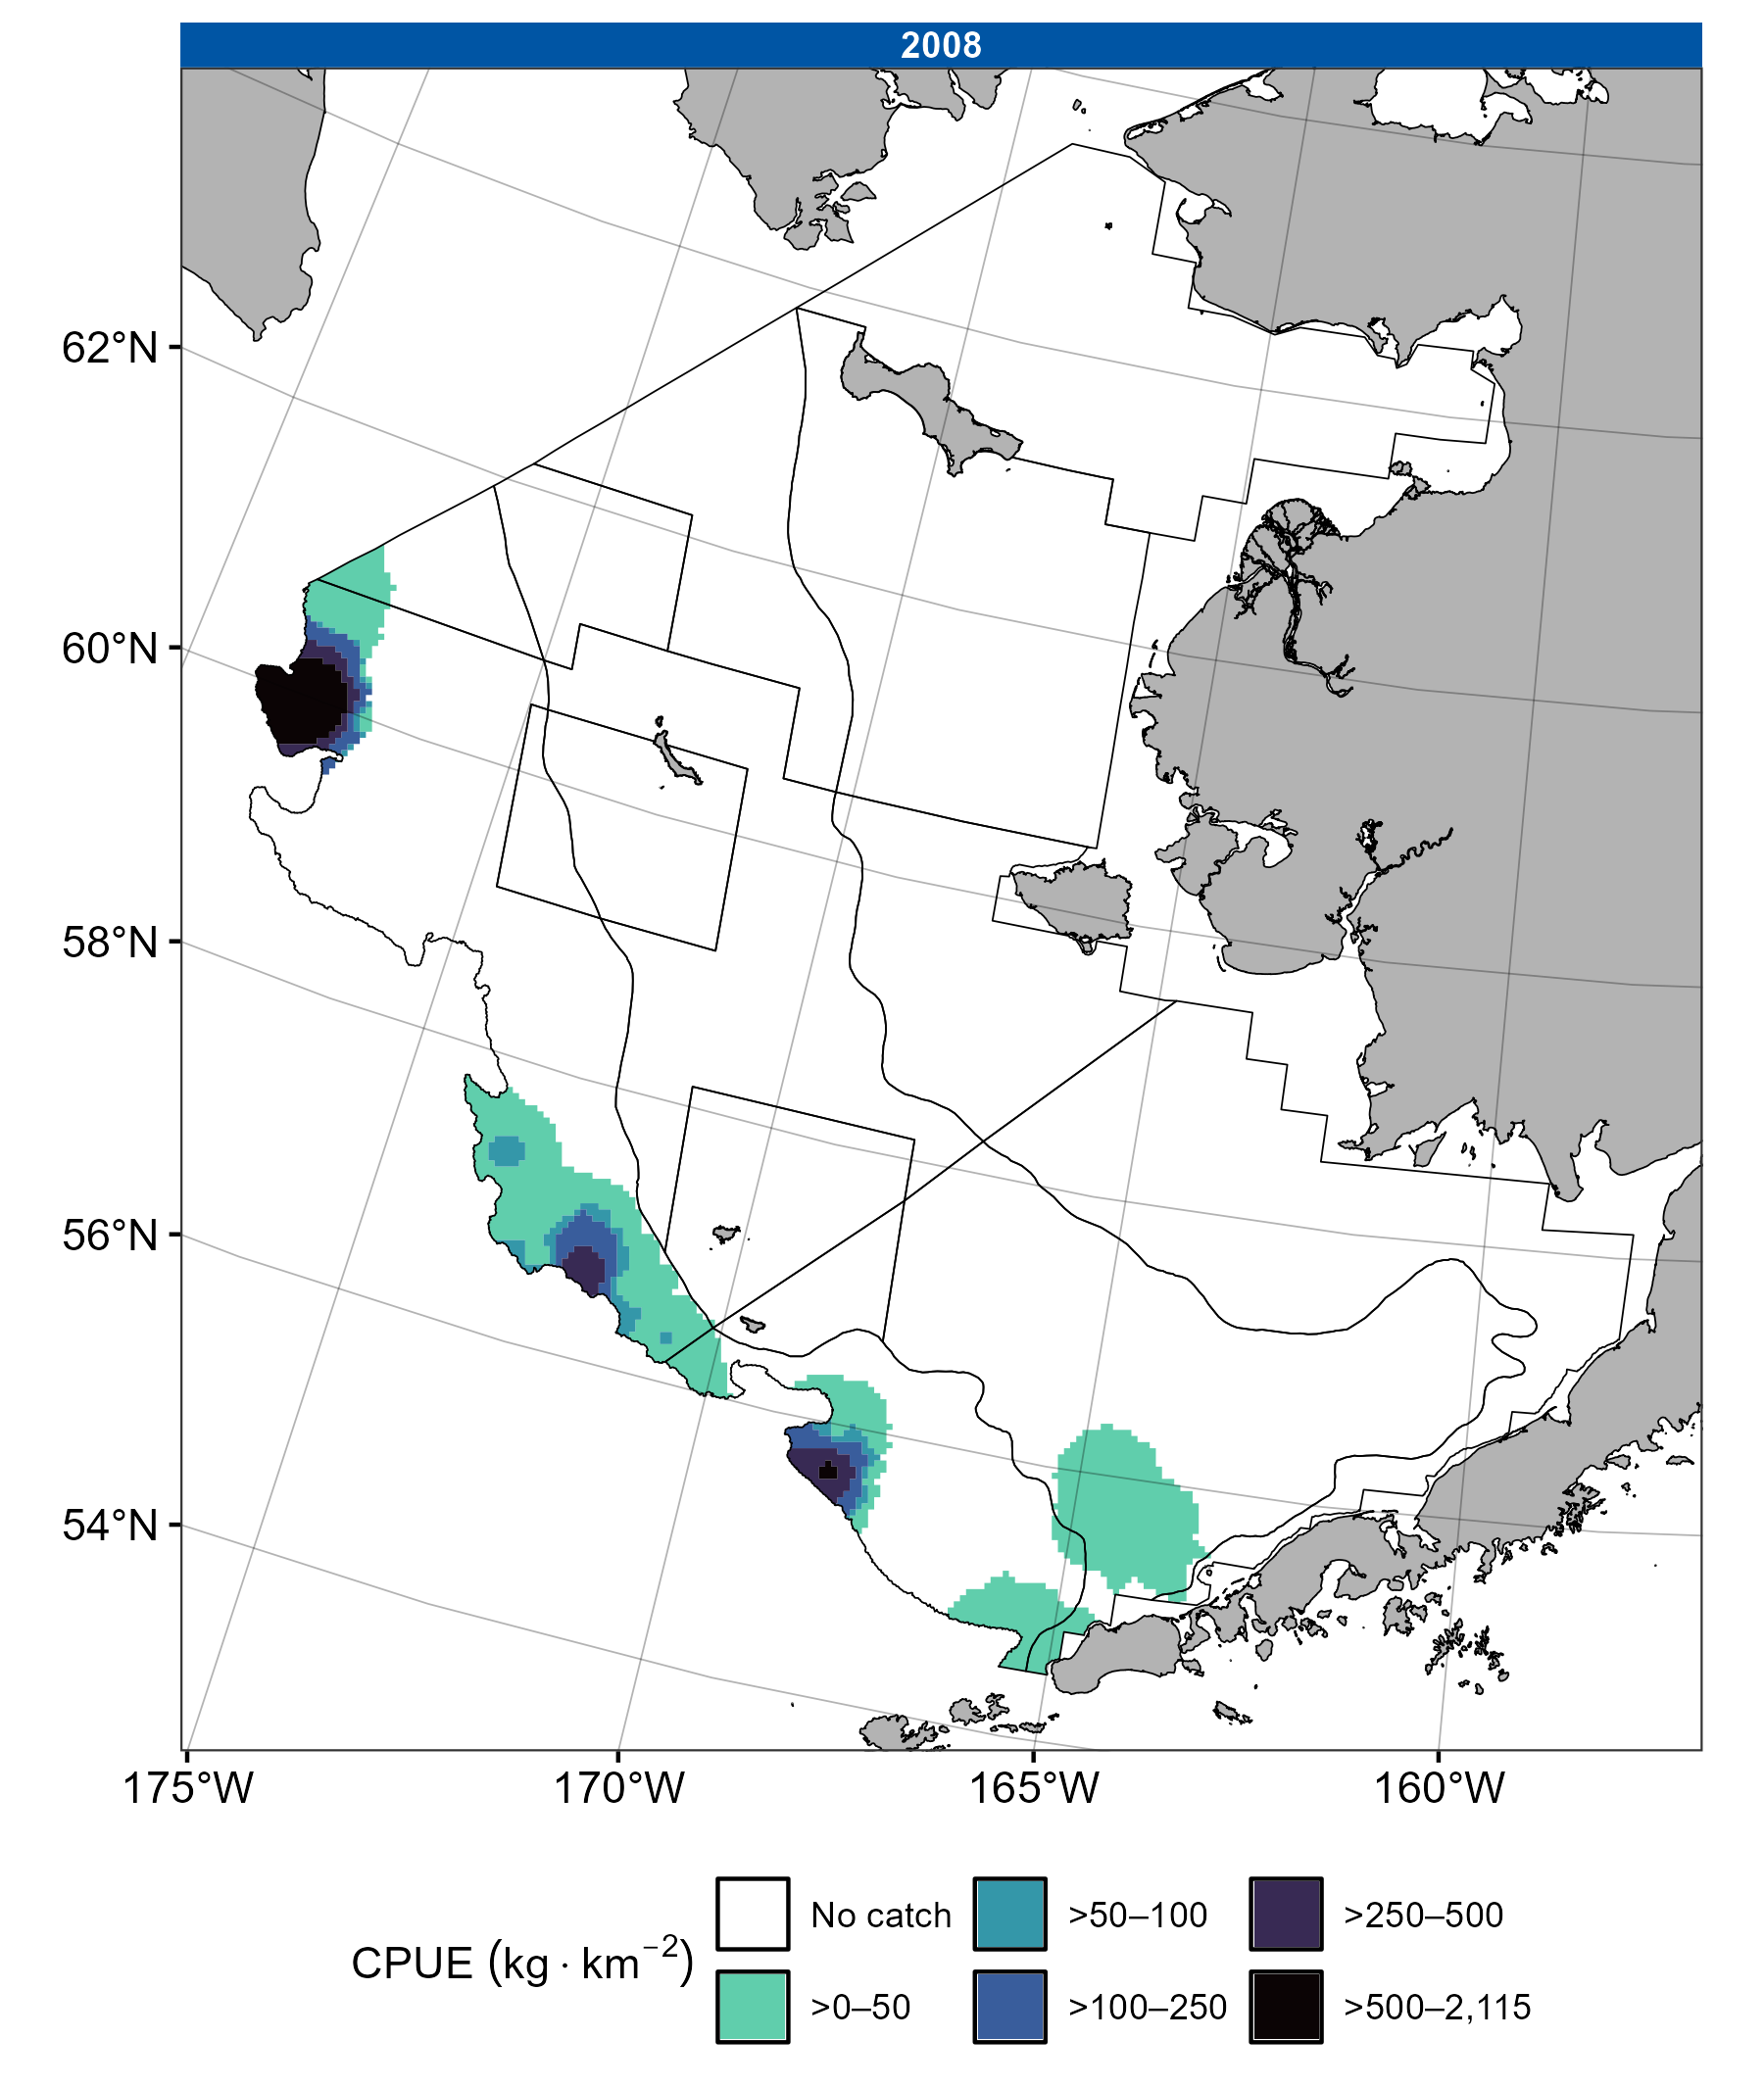 2008
62°N
60°N
58°N
56°N
54°N
175°W 170°W 165°W 160°W
CPUE (kg · km⁻²)
No catch >50–100 >250–500
>0–50 >100–250 >500–2,115